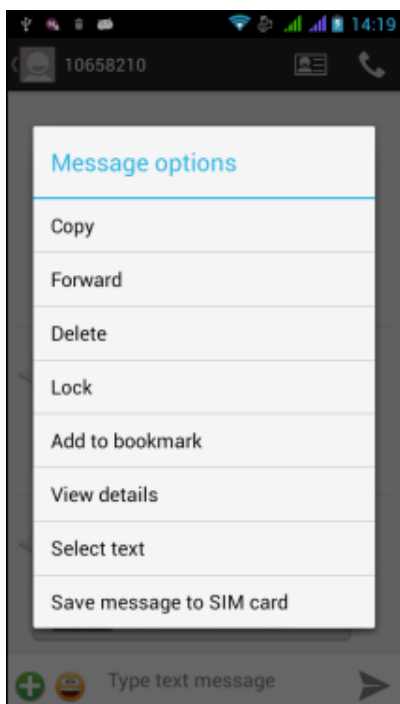 14:19
10658210
Message options
Copy
Forward
Delete
Lock
Add to bookmark
View details
Select text
Save message to SIM card
Type text message